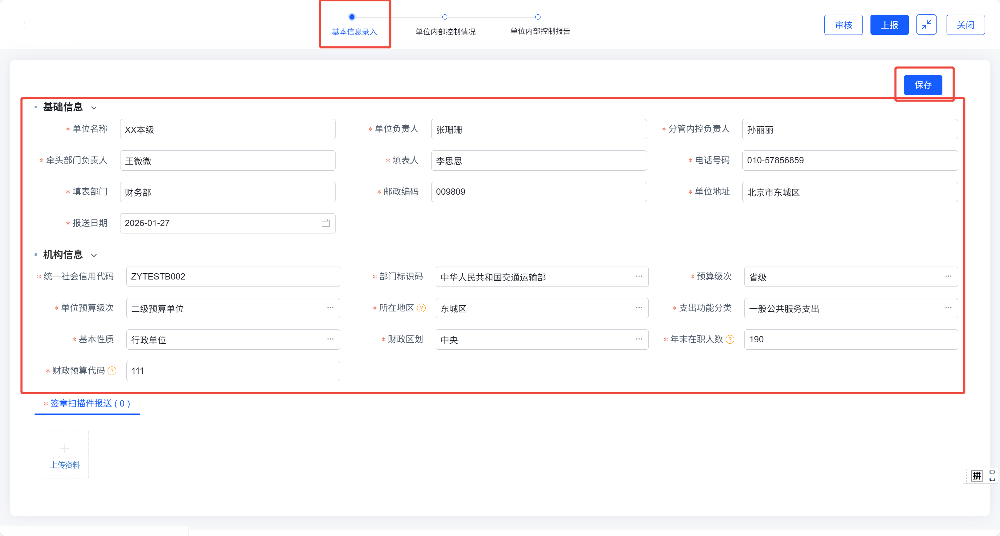 基本信息录入 单位内部控制情况 单位内部控制报告 审核 上报 关闭
保存
基础信息
* 单位名称 XX本级 * 单位负责人 张珊珊 * 分管内控负责人 孙丽丽
* 牵头部门负责人 王微微 * 填表人 李思思 * 电话号码 010-57856859
* 填表部门 财务部 * 邮政编码 009809 * 单位地址 北京市东城区
* 报送日期 2026-01-27
机构信息
* 统一社会信用代码 ZYTESTB002 * 部门标识码 中华人民共和国交通运输部 ... * 预算级次 省级 ...
* 单位预算级次 二级预算单位 ... * 所在地区 ? 东城区 ... * 支出功能分类 一般公共服务支出 ...
* 基本性质 行政单位 ... * 财政区划 中央 ... * 年末在职人数 ? 190
* 财政预算代码 ? 111
* 签章扫描件报送 ( 0 )
上传资料
拼